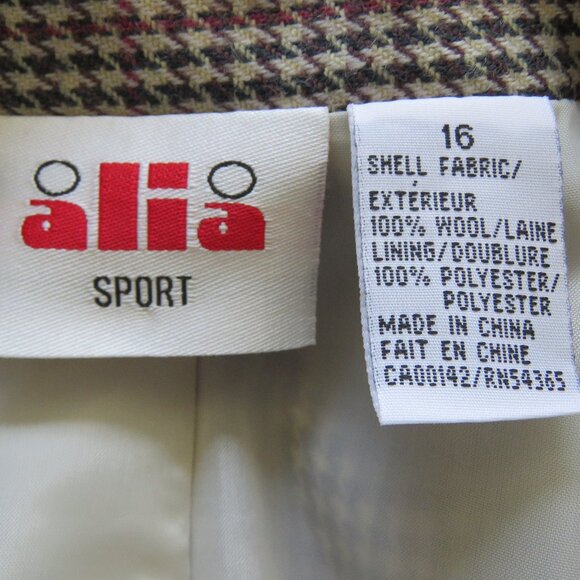 alia
SPORT
16
SHELL FABRIC/
EXTÉRIEUR
100% WOOL/LAINE
LINING/DOUBLURE
100% POLYESTER/
POLYESTER
MADE IN CHINA
FAIT EN CHINE
CA00142/RN54365